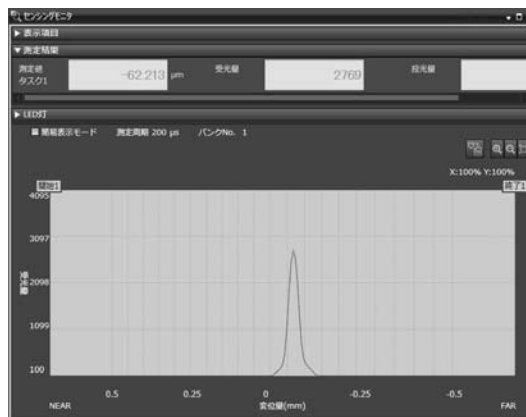 センシングモニタ
▶ 表示項目
▼ 測定結果
測定値
タスク1
-62.213 μm
受光量
2769
投光量
▶ LED灯
簡易表示モード 測定周期 200 μs バンクNo. 1
X:100% Y:100%
開始1
終了1
4095
3097
2098
1099
100
受光量
0.5 0.25 0 -0.25 -0.5
NEAR 変位量(mm) FAR